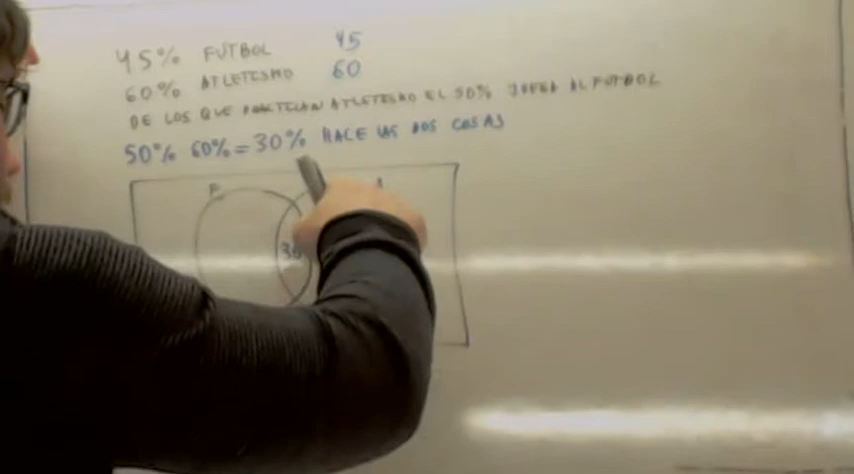 45% FUTBOL 45
60% ATLETISMO 60
DE LOS QUE PRACTICAN ATLETISMO EL 50% JUEGA AL FUTBOL
50% 60% = 30% HACE LAS DOS COSAS
F A
30